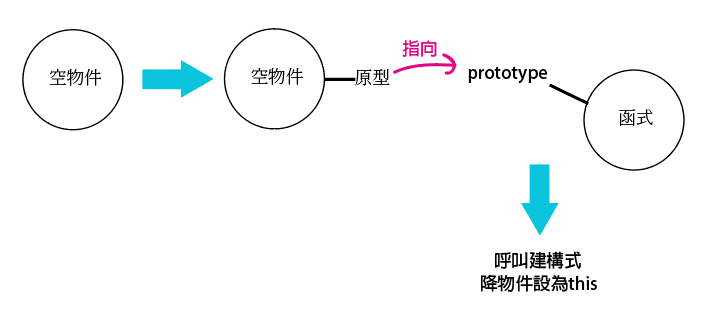 空物件
空物件
原型
指向
prototype
函式
呼叫建構式
降物件設為this